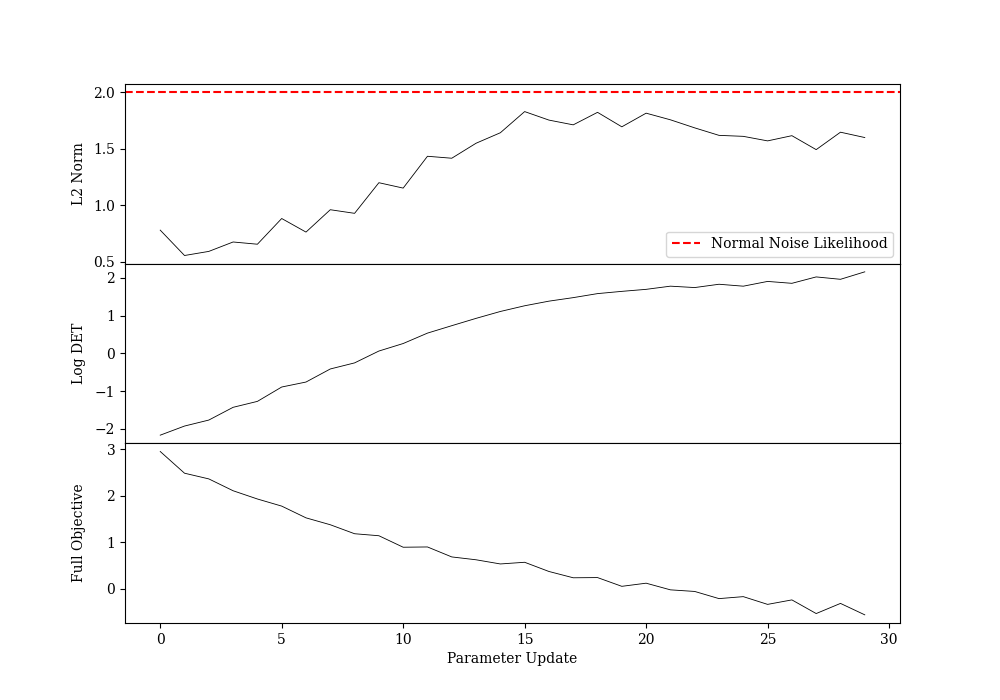 2.0
1.5
1.0
0.5
L2 Norm
Normal Noise Likelihood
2
1
0
−1
−2
Log DET
3
2
1
0
Full Objective
0 5 10 15 20 25 30
Parameter Update